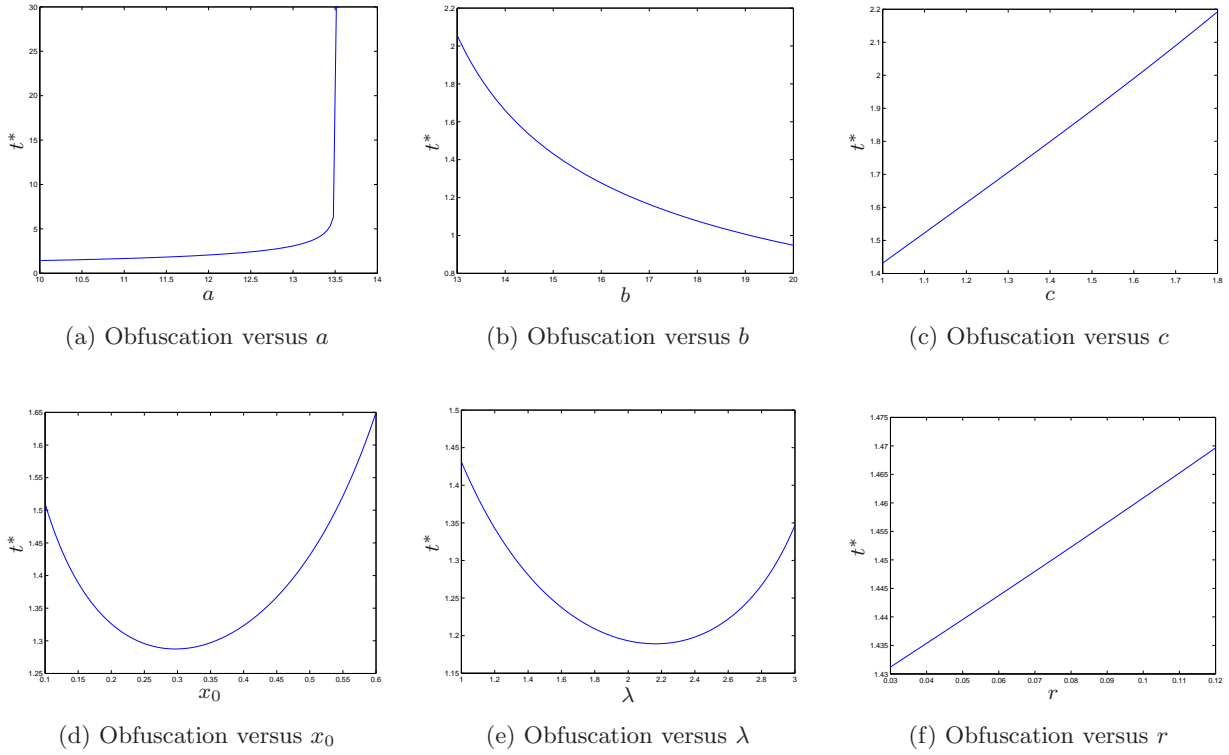 30
25
20
15
10
5
0
t*
10 10.5 11 11.5 12 12.5 13 13.5 14
a
(a) Obfuscation versus a
2.2
2
1.8
1.6
1.4
1.2
1
0.8
t*
13 14 15 16 17 18 19 20
b
(b) Obfuscation versus b
2.2
2.1
2
1.9
1.8
1.7
1.6
1.5
1.4
t*
1 1.1 1.2 1.3 1.4 1.5 1.6 1.7 1.8
c
(c) Obfuscation versus c
1.65
1.6
1.55
1.5
1.45
1.4
1.35
1.3
1.25
t*
0.1 0.15 0.2 0.25 0.3 0.35 0.4 0.45 0.5 0.55 0.6
x₀
(d) Obfuscation versus x₀
1.5
1.45
1.4
1.35
1.3
1.25
1.2
1.15
t*
1 1.2 1.4 1.6 1.8 2 2.2 2.4 2.6 2.8 3
λ
(e) Obfuscation versus λ
1.475
1.47
1.465
1.46
1.455
1.45
1.445
1.44
1.435
1.43
t*
0.03 0.04 0.05 0.06 0.07 0.08 0.09 0.1 0.11 0.12
r
(f) Obfuscation versus r